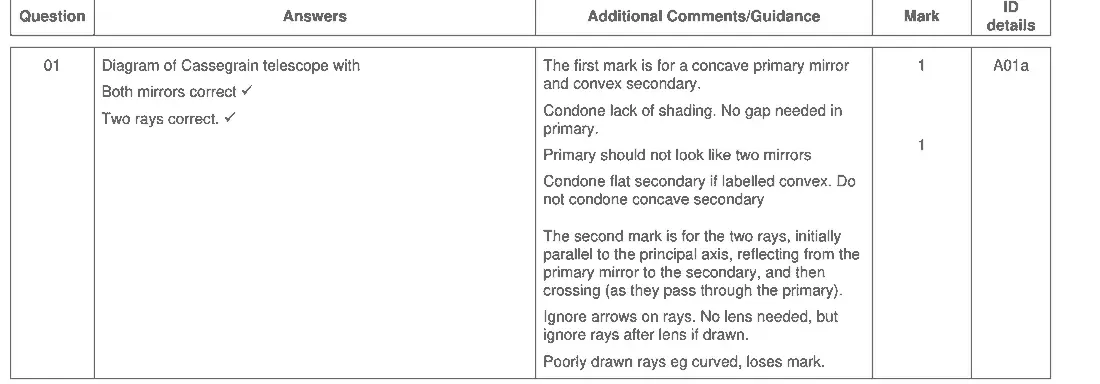 Question Answers Additional Comments/Guidance Mark ID details
01 Diagram of Cassegrain telescope with
Both mirrors correct ✓
Two rays correct. ✓
The first mark is for a concave primary mirror
and convex secondary.
Condone lack of shading. No gap needed in
primary.
Primary should not look like two mirrors
Condone flat secondary if labelled convex. Do
not condone concave secondary
The second mark is for the two rays, initially
parallel to the principal axis, reflecting from the
primary mirror to the secondary, and then
crossing (as they pass through the primary).
Ignore arrows on rays. No lens needed, but
ignore rays after lens if drawn.
Poorly drawn rays eg curved, loses mark.
1
1
A01a